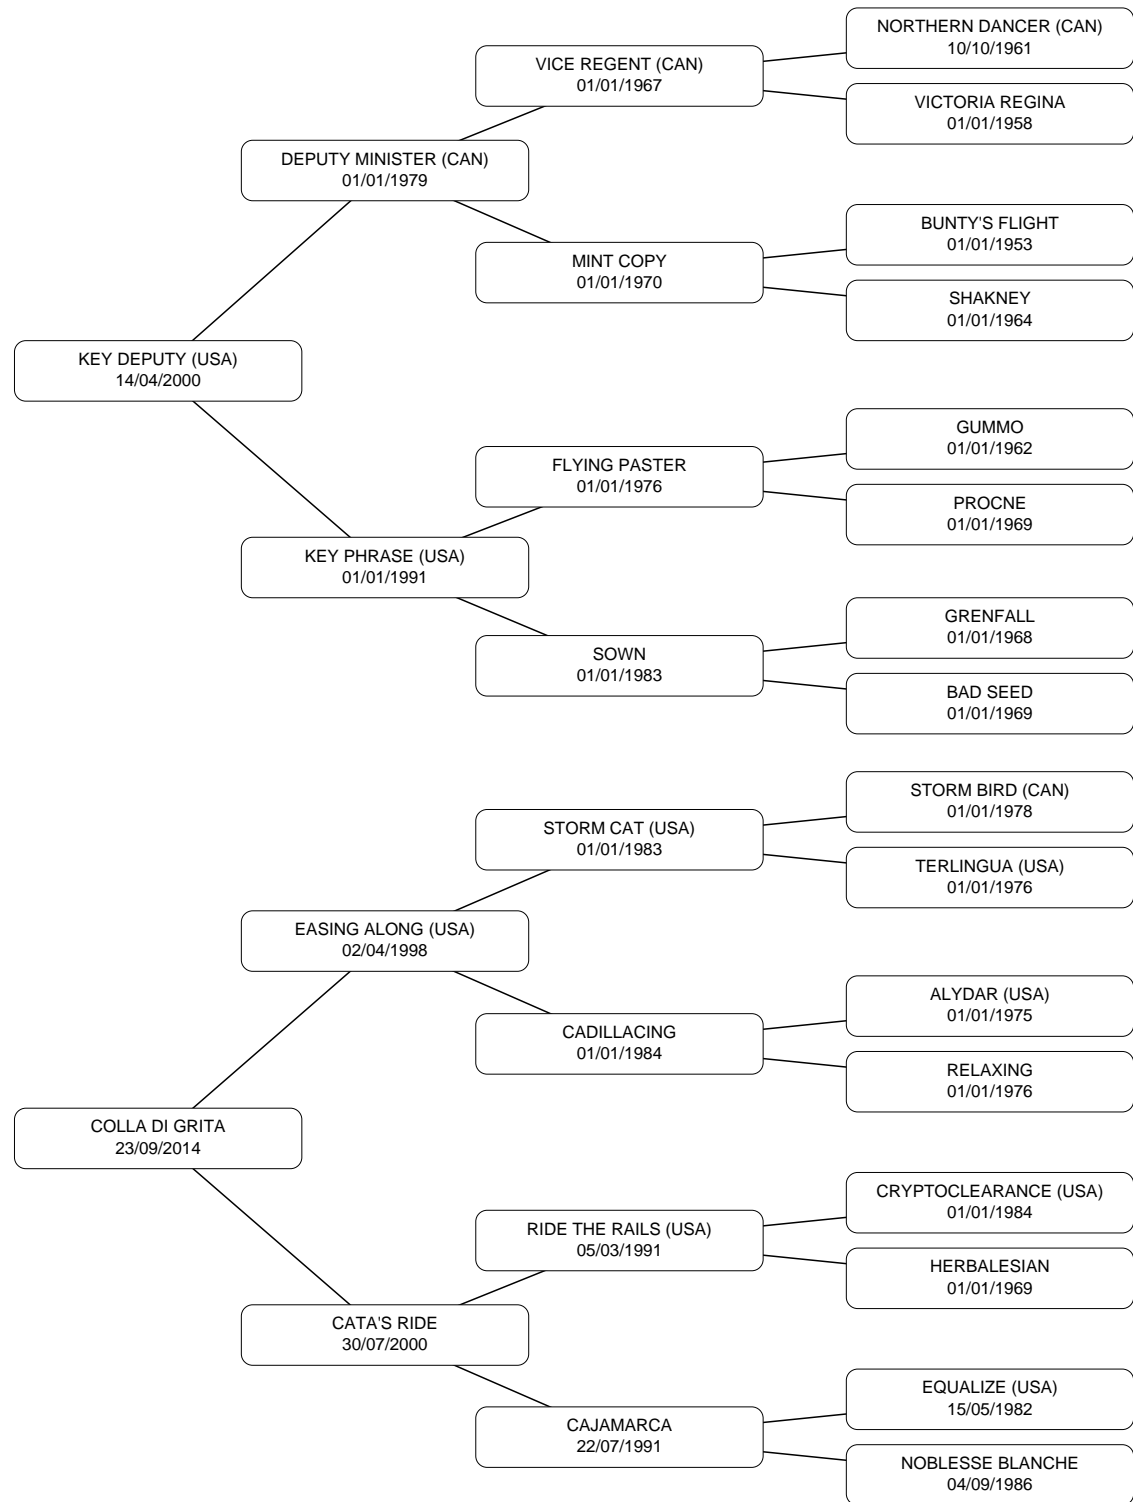 NORTHERN DANCER (CAN)
10/10/1961
VICE REGENT (CAN)
01/01/1967
VICTORIA REGINA
01/01/1958
DEPUTY MINISTER (CAN)
01/01/1979
BUNTY'S FLIGHT
01/01/1953
MINT COPY
01/01/1970
SHAKNEY
01/01/1964
KEY DEPUTY (USA)
14/04/2000
GUMMO
01/01/1962
FLYING PASTER
01/01/1976
PROCNE
01/01/1969
KEY PHRASE (USA)
01/01/1991
GRENFALL
01/01/1968
SOWN
01/01/1983
BAD SEED
01/01/1969
STORM BIRD (CAN)
01/01/1978
STORM CAT (USA)
01/01/1983
TERLINGUA (USA)
01/01/1976
EASING ALONG (USA)
02/04/1998
ALYDAR (USA)
01/01/1975
CADILLACING
01/01/1984
RELAXING
01/01/1976
COLLA DI GRITA
23/09/2014
CRYPTOCLEARANCE (USA)
01/01/1984
RIDE THE RAILS (USA)
05/03/1991
HERBALESIAN
01/01/1969
CATA'S RIDE
30/07/2000
EQUALIZE (USA)
15/05/1982
CAJAMARCA
22/07/1991
NOBLESSE BLANCHE
04/09/1986